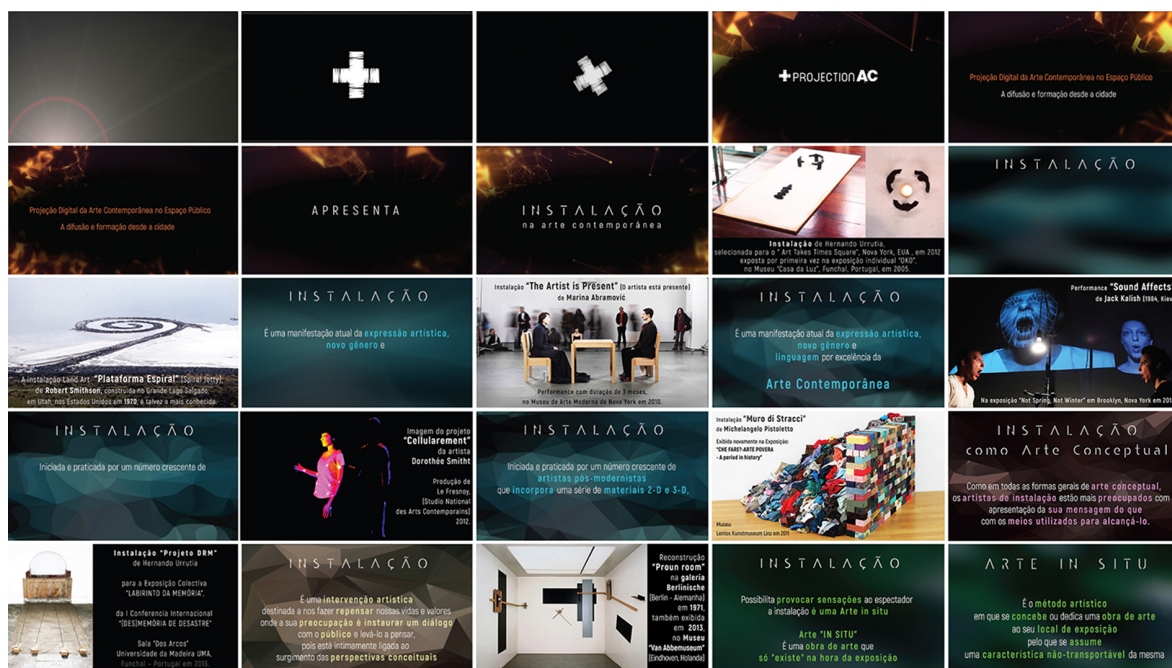 +PROJECTION AC
Projeção Digital da Arte Contemporânea no Espaço Público
A difusão e formação desde a cidade
Projeção Digital da Arte Contemporânea no Espaço Público
A difusão e formação desde a cidade
APRESENTA
INSTALAÇÃO
na arte contemporânea
Instalação de Hernando Urrutia,
selecionada para o " Art Takes Times Square", Nova York, EUA , em 2012
exposta por primeira vez na exposição individual "OKO",
no Museu "Casa da Luz", Funchal, Portugal, em 2005.
INSTALAÇÃO
A instalação Land Art "Plataforma Espiral" (Spiral Jetty),
de Robert Smithson, construída no Grande Lago Salgado,
em Utah, nos Estados Unidos em 1970, é talvez a mais conhecida.
INSTALAÇÃO
É uma manifestação atual da expressão artística,
novo gênero e
Instalação "The Artist is Present" (O artista está presente)
de Marina Abramović.
Performance com duração de 3 meses,
no Museu de Arte Moderna de Nova York em 2010.
INSTALAÇÃO
É uma manifestação atual da expressão artística,
novo gênero e
linguagem por excelência da
Arte Contemporânea
Performance "Sound Affects"
de Jack Kalish (1984, Kiev
Na exposição "Not Spring, Not Winter" em Brooklyn, Nova York em 201
INSTALAÇÃO
Iniciada e praticada por um número crescente de
Imagem do projeto
"Cellularement"
da artista
Dorothée Smitht
Produção de
Le Fresnoy,
(Studio National
des Arts Contemporains)
2012.
INSTALAÇÃO
Iniciada e praticada por um número crescente de
artistas pós-modernistas
que incorpora uma série de materiais 2-D e 3-D,
Instalação "Muro di Stracci"
de Michelangelo Pistoletto
Exibida novamente na Exposição:
"CHE FARE?-ARTE POVERA
- A period in history"
Museu
Lentos Kunstmuseum Linz em 2011
INSTALAÇÃO
como Arte Conceptual
Como em todas as formas gerais de arte conceptual,
os artistas de instalação estão mais preocupados com
apresentação da sua mensagem do que
com os meios utilizados para alcançá-lo.
Instalação "Projeto DRM"
de Hernando Urrutia
para a Exposição Colectiva
"LABIRINTO DA MEMÓRIA",
da I Conferencia Internacional
"(DES)MEMÓRIA DE DESASTRE"
Sala "Dos Arcos"
Universidade da Madeira UMA,
Funchal - Portugal em 2013.
INSTALAÇÃO
É uma intervenção artística
destinada a nos fazer repensar nossas vidas e valores
onde a sua preocupação é instaurar um diálogo
com o público e levá-lo a pensar,
pois está intimamente ligado ao
surgimento das perspectivas conceituais
Reconstrução
"Proun room"
na galeria
Berlinische
(Berlin - Alemanha)
em 1971,
também exibida
em 2013,
no Museu
"Van Abbemuseum"
(Eindhoven, Holanda)
INSTALAÇÃO
Possibilita provocar sensações ao espectador
a instalação é uma Arte in situ
Arte "IN SITU"
É uma obra de arte que
só "existe" na hora da exposição
ARTE IN SITU
É o método artístico
em que se concebe ou dedica uma obra de arte
ao seu local de exposição
pelo que se assume
uma característica não-transportável da mesma